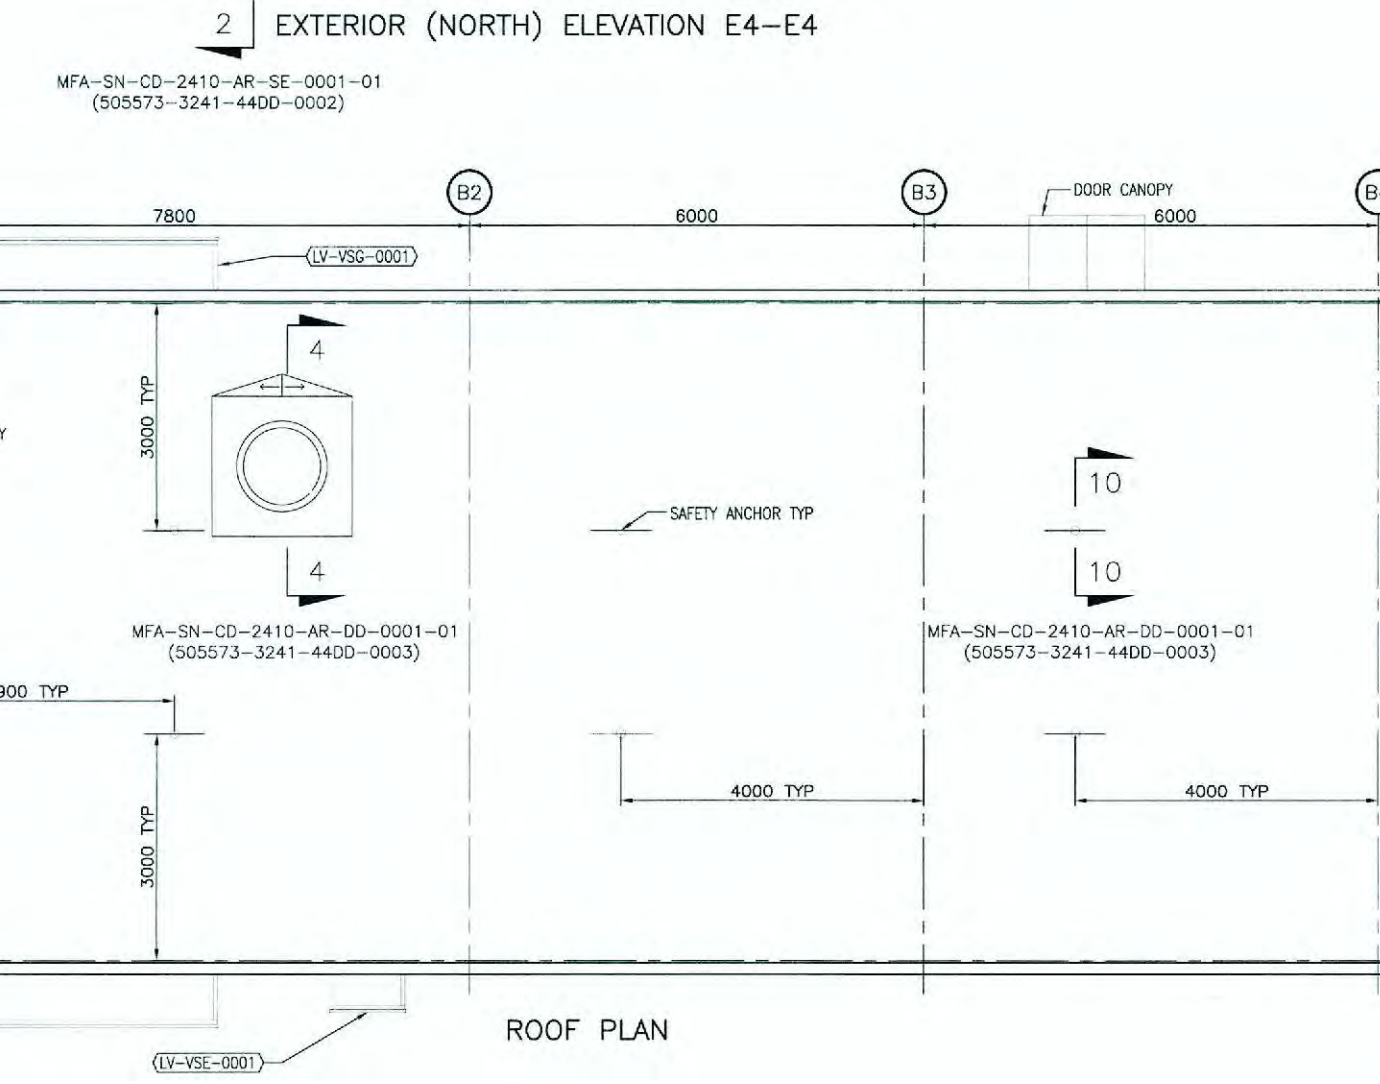 2 EXTERIOR (NORTH) ELEVATION E4-E4
MFA-SN-CD-2410-AR-SE-0001-01
(505573-3241-44DD-0002)
B2
B3
DOOR CANOPY
7800
6000
6000
LV-VSG-0001
4
3000 TYP
10
SAFETY ANCHOR TYP
4
10
MFA-SN-CD-2410-AR-DD-0001-01
(505573-3241-44DD-0003)
MFA-SN-CD-2410-AR-DD-0001-01
(505573-3241-44DD-0003)
900 TYP
4000 TYP
4000 TYP
3000 TYP
ROOF PLAN
LV-VSE-0001